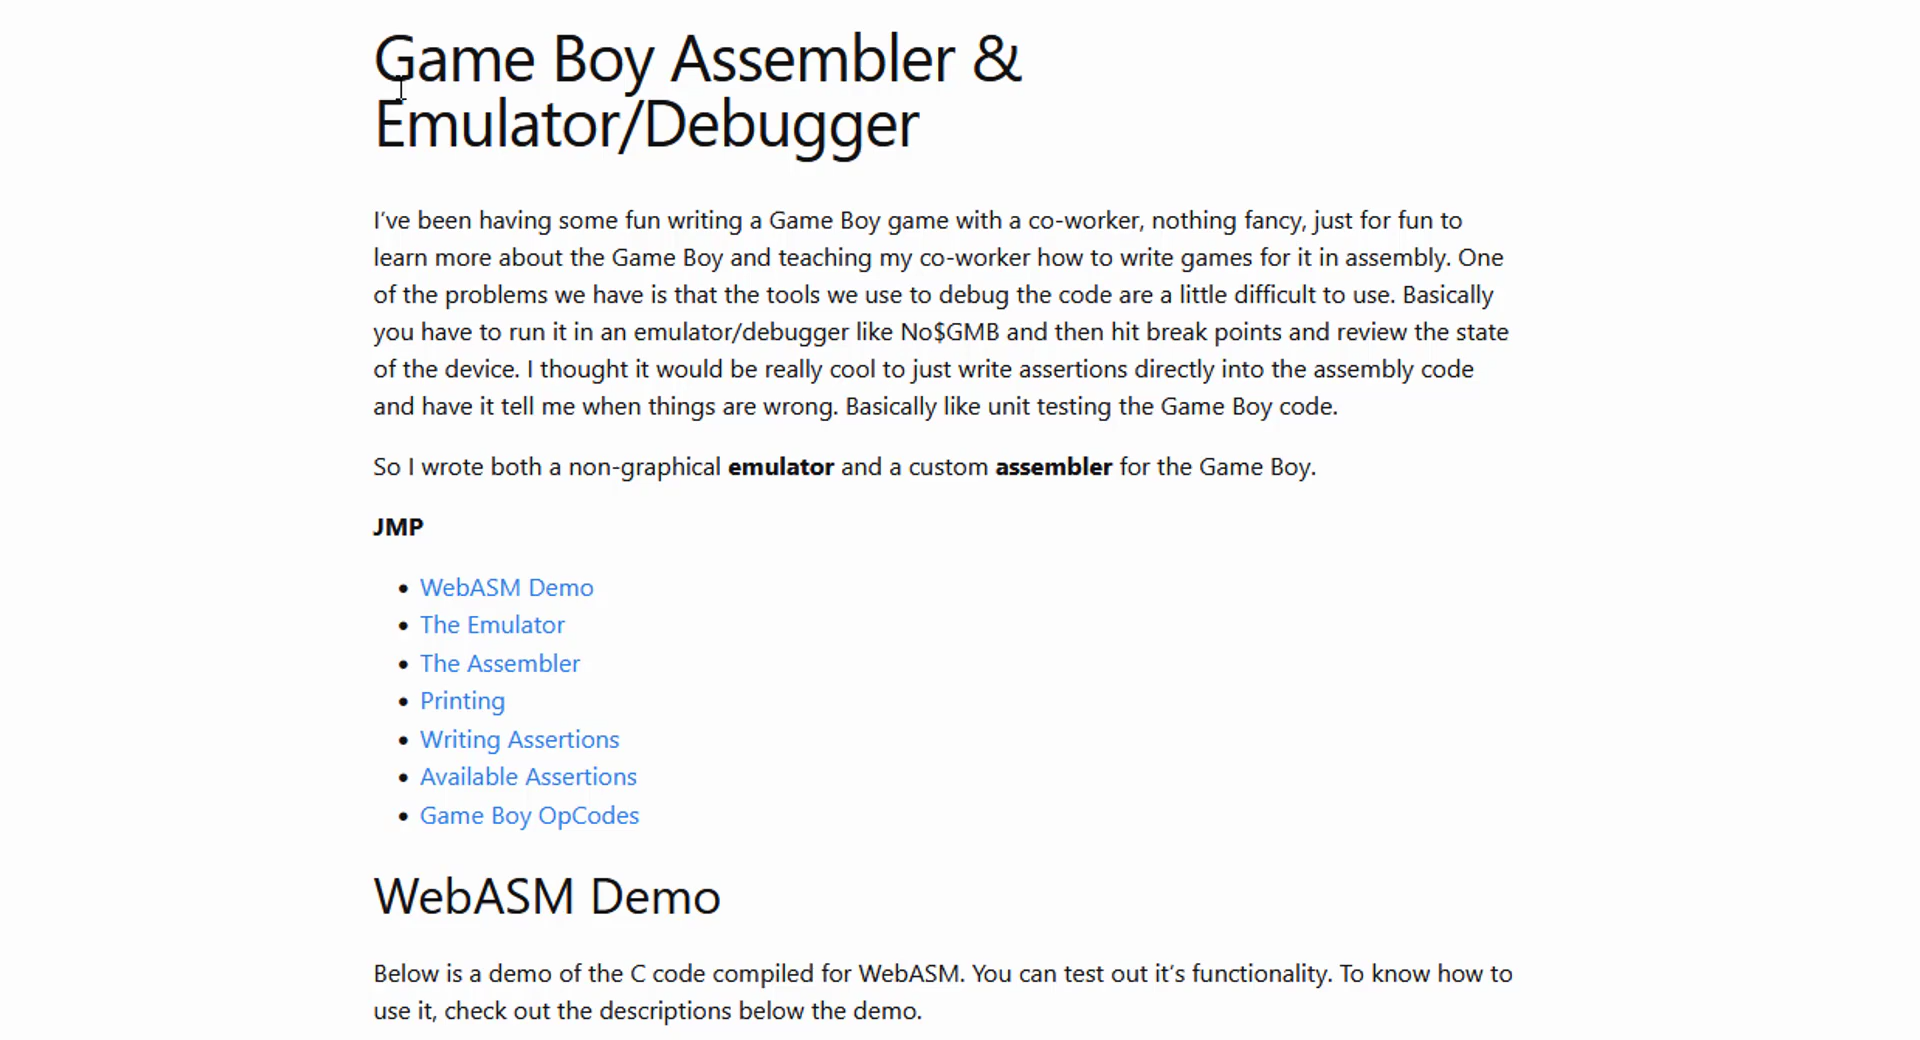 Game Boy Assembler &
Emulator/Debugger
I’ve been having some fun writing a Game Boy game with a co-worker, nothing fancy, just for fun to
learn more about the Game Boy and teaching my co-worker how to write games for it in assembly. One
of the problems we have is that the tools we use to debug the code are a little difficult to use. Basically
you have to run it in an emulator/debugger like No$GMB and then hit break points and review the state
of the device. I thought it would be really cool to just write assertions directly into the assembly code
and have it tell me when things are wrong. Basically like unit testing the Game Boy code.
So I wrote both a non-graphical emulator and a custom assembler for the Game Boy.
JMP
• WebASM Demo
• The Emulator
• The Assembler
• Printing
• Writing Assertions
• Available Assertions
• Game Boy OpCodes
WebASM Demo
Below is a demo of the C code compiled for WebASM. You can test out it’s functionality. To know how to
use it, check out the descriptions below the demo.